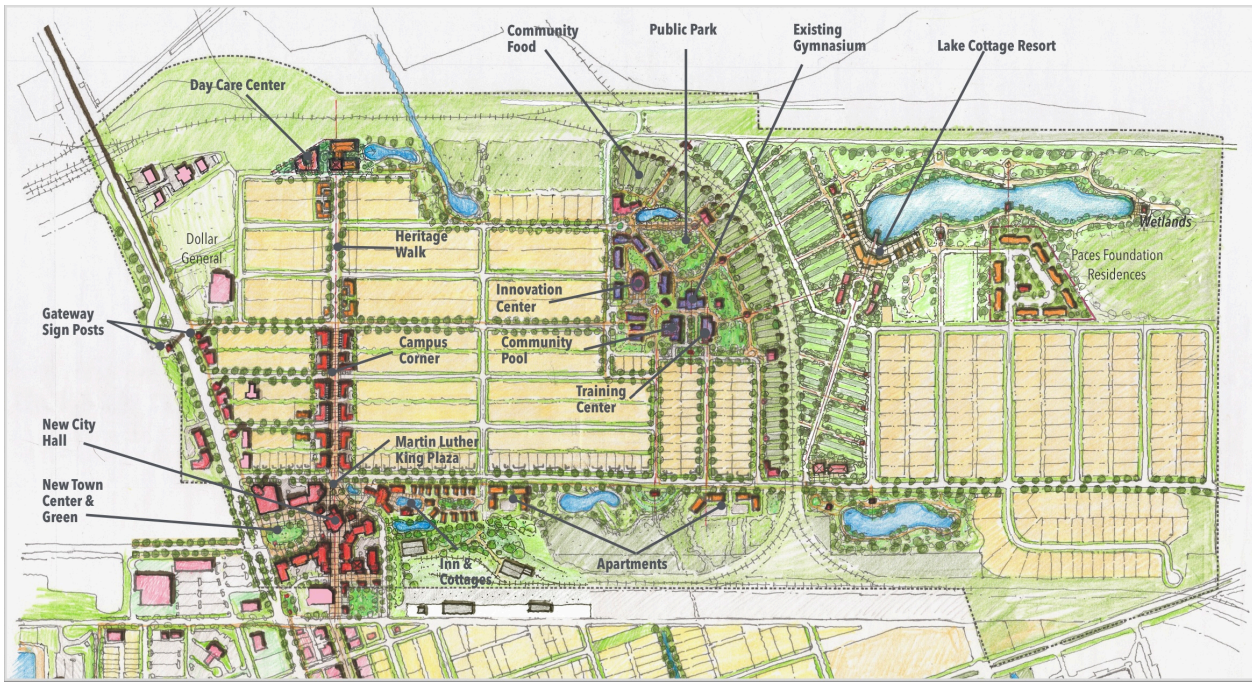 Community
Food
Public Park
Existing
Gymnasium
Lake Cottage Resort
Day Care Center
Wetlands
Dollar
General
Heritage
Walk
Paces Foundation
Residences
Innovation
Center
Gateway
Sign Posts
Campus
Corner
Community
Pool
Training
Center
New City
Hall
Martin Luther
King Plaza
New Town
Center &
Green
Inn &
Cottages
Apartments